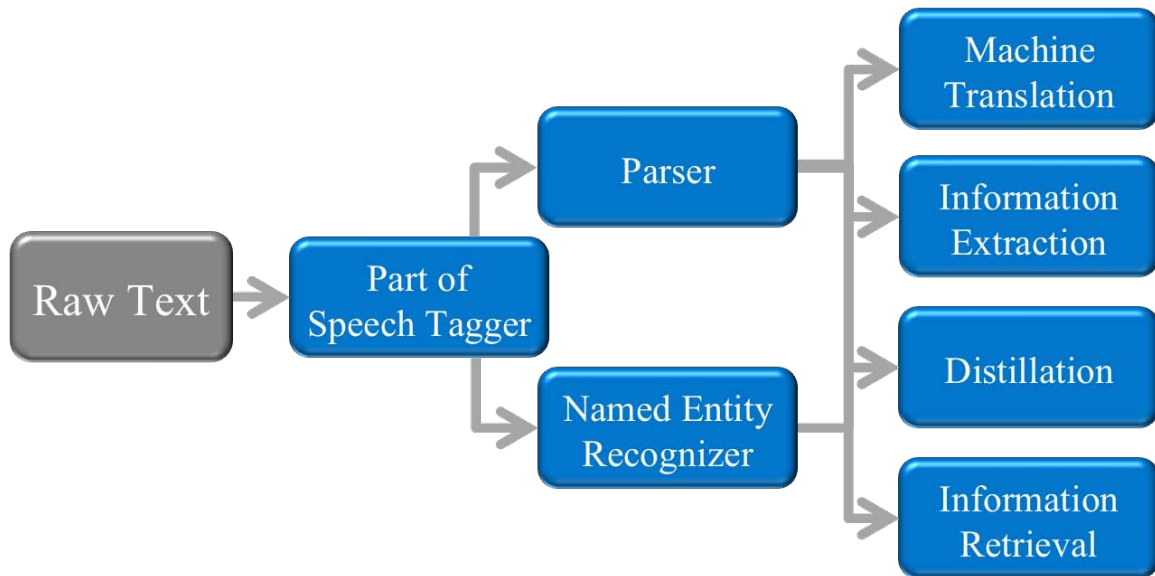 Raw Text
Part of
Speech Tagger
Parser
Named Entity
Recognizer
Machine
Translation
Information
Extraction
Distillation
Information
Retrieval